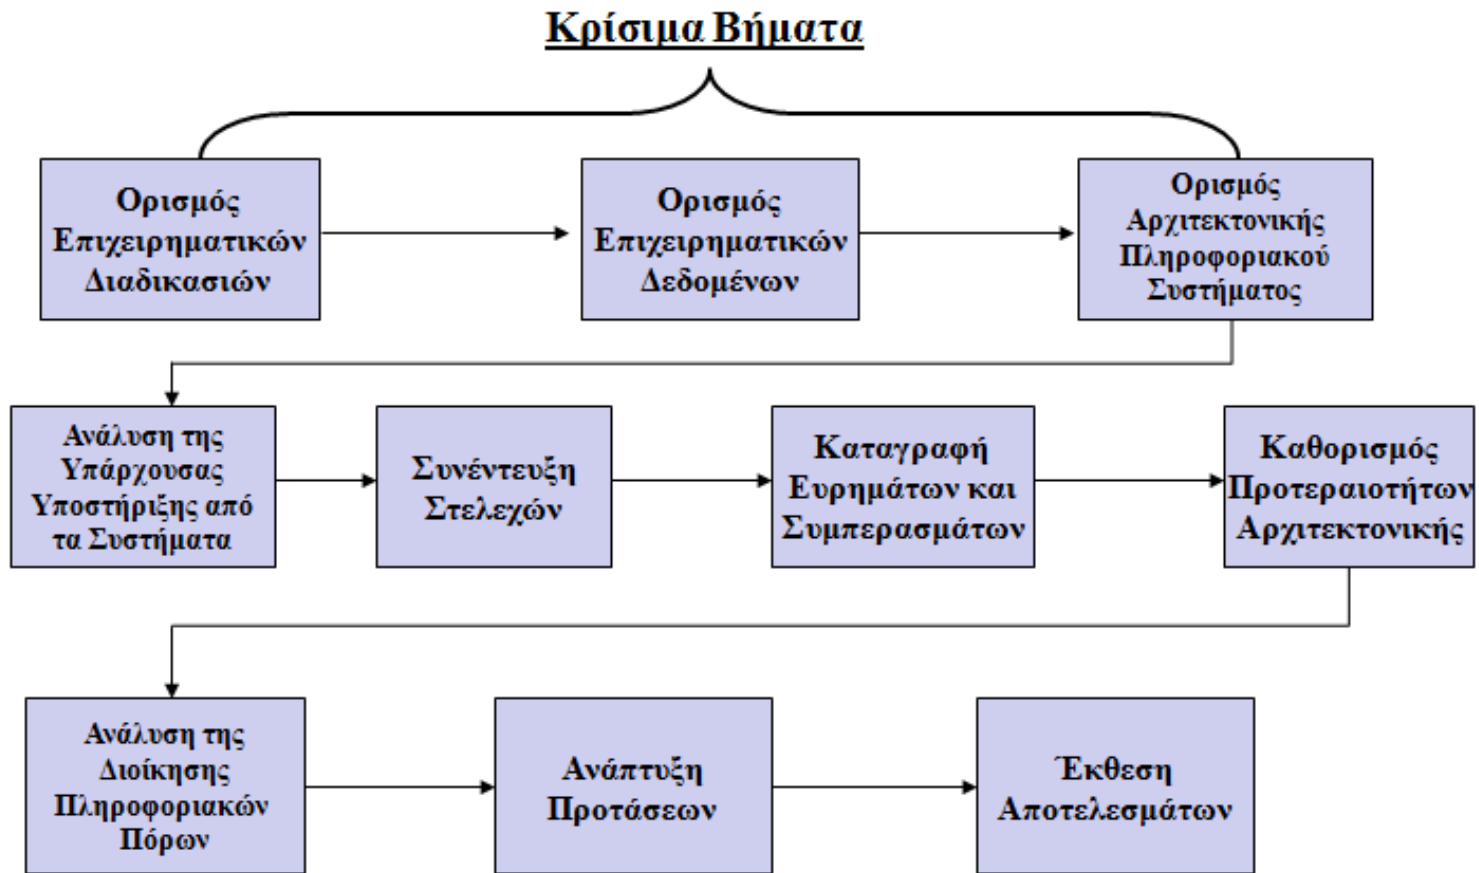 Κρίσιμα Βήματα
Ορισμός
Επιχειρηματικών
Διαδικασιών
Ορισμός
Επιχειρηματικών
Δεδομένων
Ορισμός
Αρχιτεκτονικής
Πληροφοριακού
Συστήματος
Ανάλυση της
Υπάρχουσας
Υποστήριξης από
τα Συστήματα
Συνέντευξη
Στελεχών
Καταγραφή
Ευρημάτων και
Συμπερασμάτων
Καθορισμός
Προτεραιοτήτων
Αρχιτεκτονικής
Ανάλυση της
Διοίκησης
Πληροφοριακών
Πόρων
Ανάπτυξη
Προτάσεων
Έκθεση
Αποτελεσμάτων